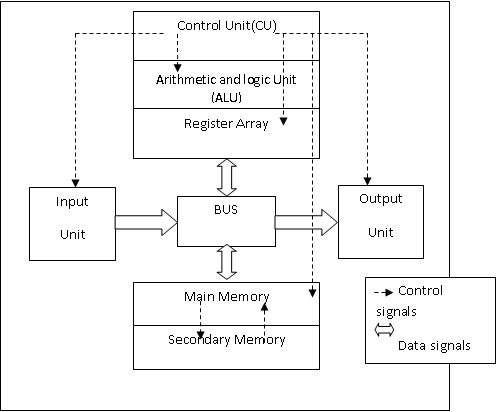 Control Unit(CU)
Arithmetic and logic Unit
(ALU)
Register Array
Input
Unit
BUS
Output
Unit
Main Memory
Secondary Memory
Control
signals
Data signals